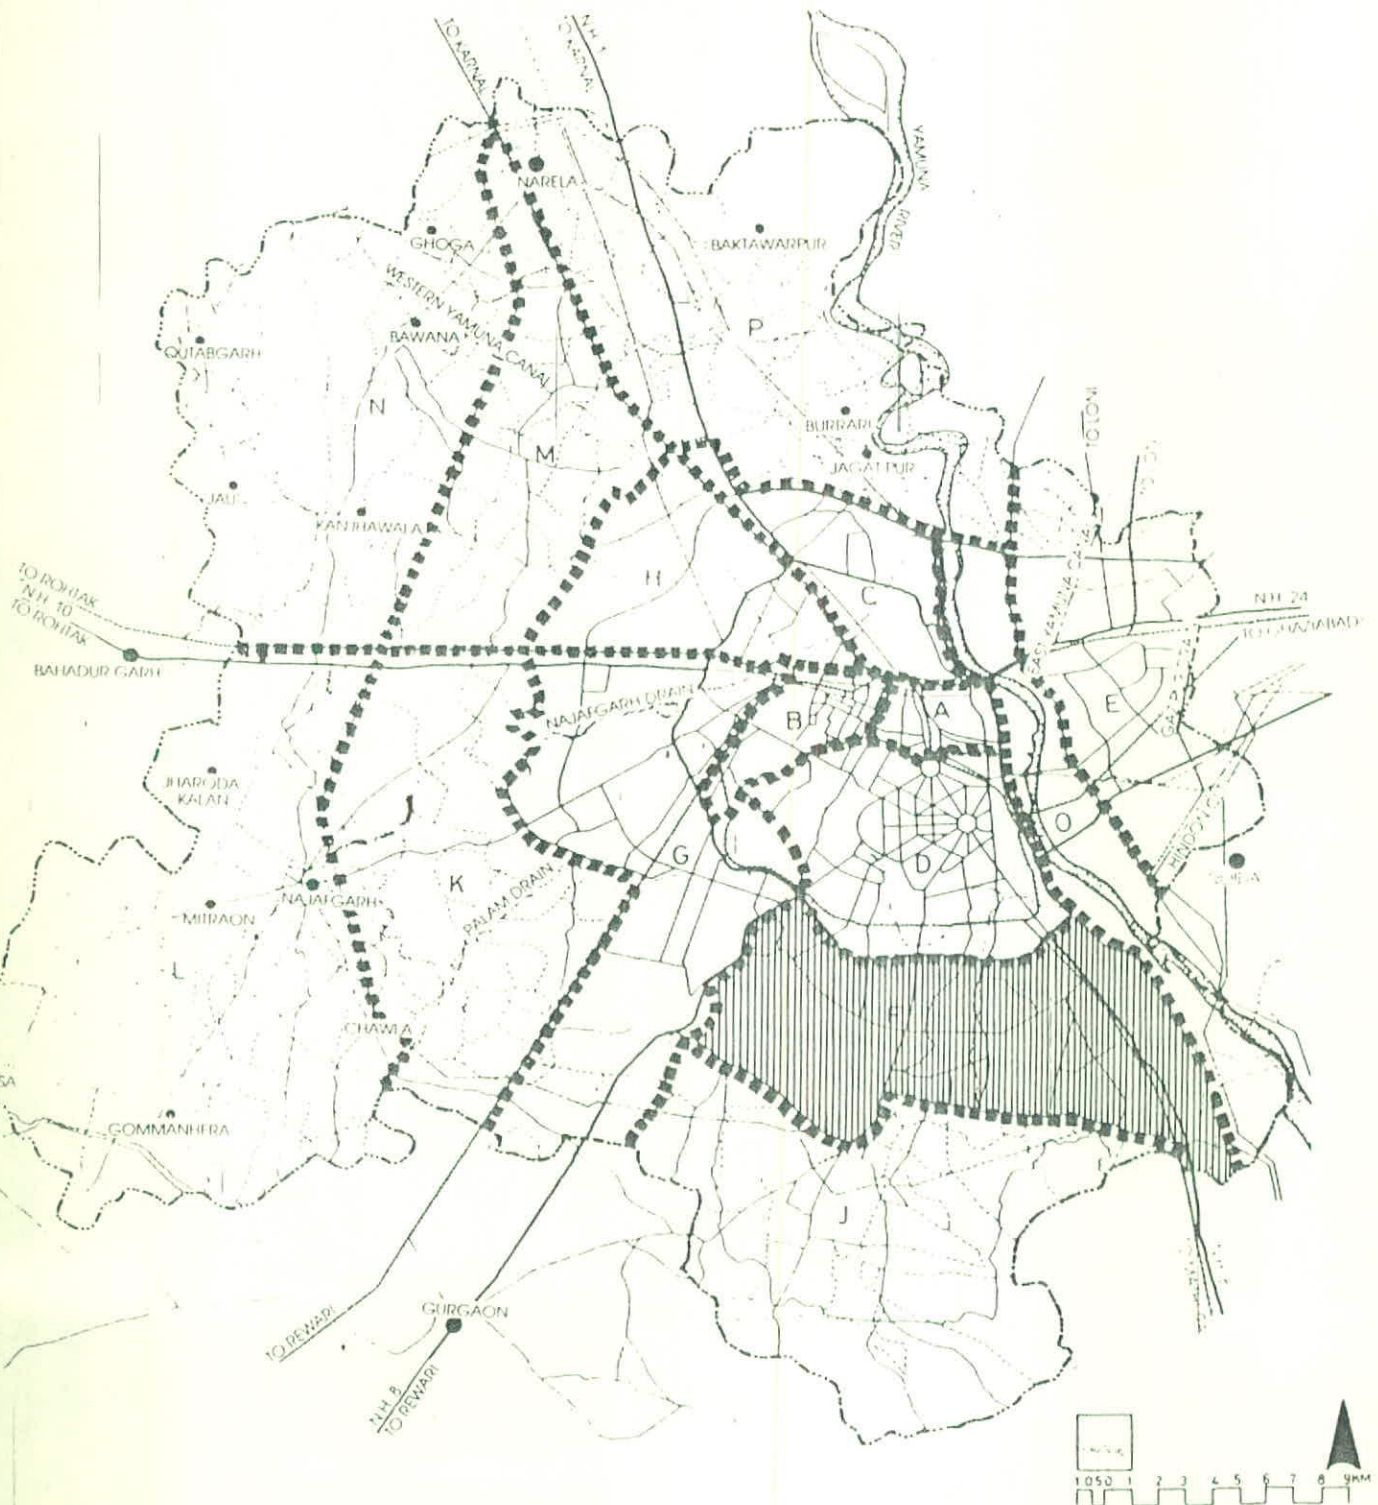 TO KARNAL
N.H. 1
TO KARNAL
YAMUNA
RIVER
NARELA
GHOGA
BAKTAWARPUR
WESTERN YAMUNA CANAL
BAWANA
QUTABGARH
P
N
M
BURRARI
JAGATPUR
TO LONI
KANJHAWALA
H
C
I
EAST YAMUNA CANAL
TO ROHTAK
N.H. 10
TO ROHTAK
N.H. 24
TO GHAZIABAD
BAHADUR GARH
NAJAFGARH DRAIN
B
A
E
JHARODA
KALAN
O
G
D
K
NAJAFGARH
PALAM DRAIN
MITRAON
L
CHAWLA
F
GOMMANHERA
J
GURGAON
TO REWARI
N.H. 8
TO REWARI
1 0.5 0 1 2 3 4 5 6 7 8 9KM